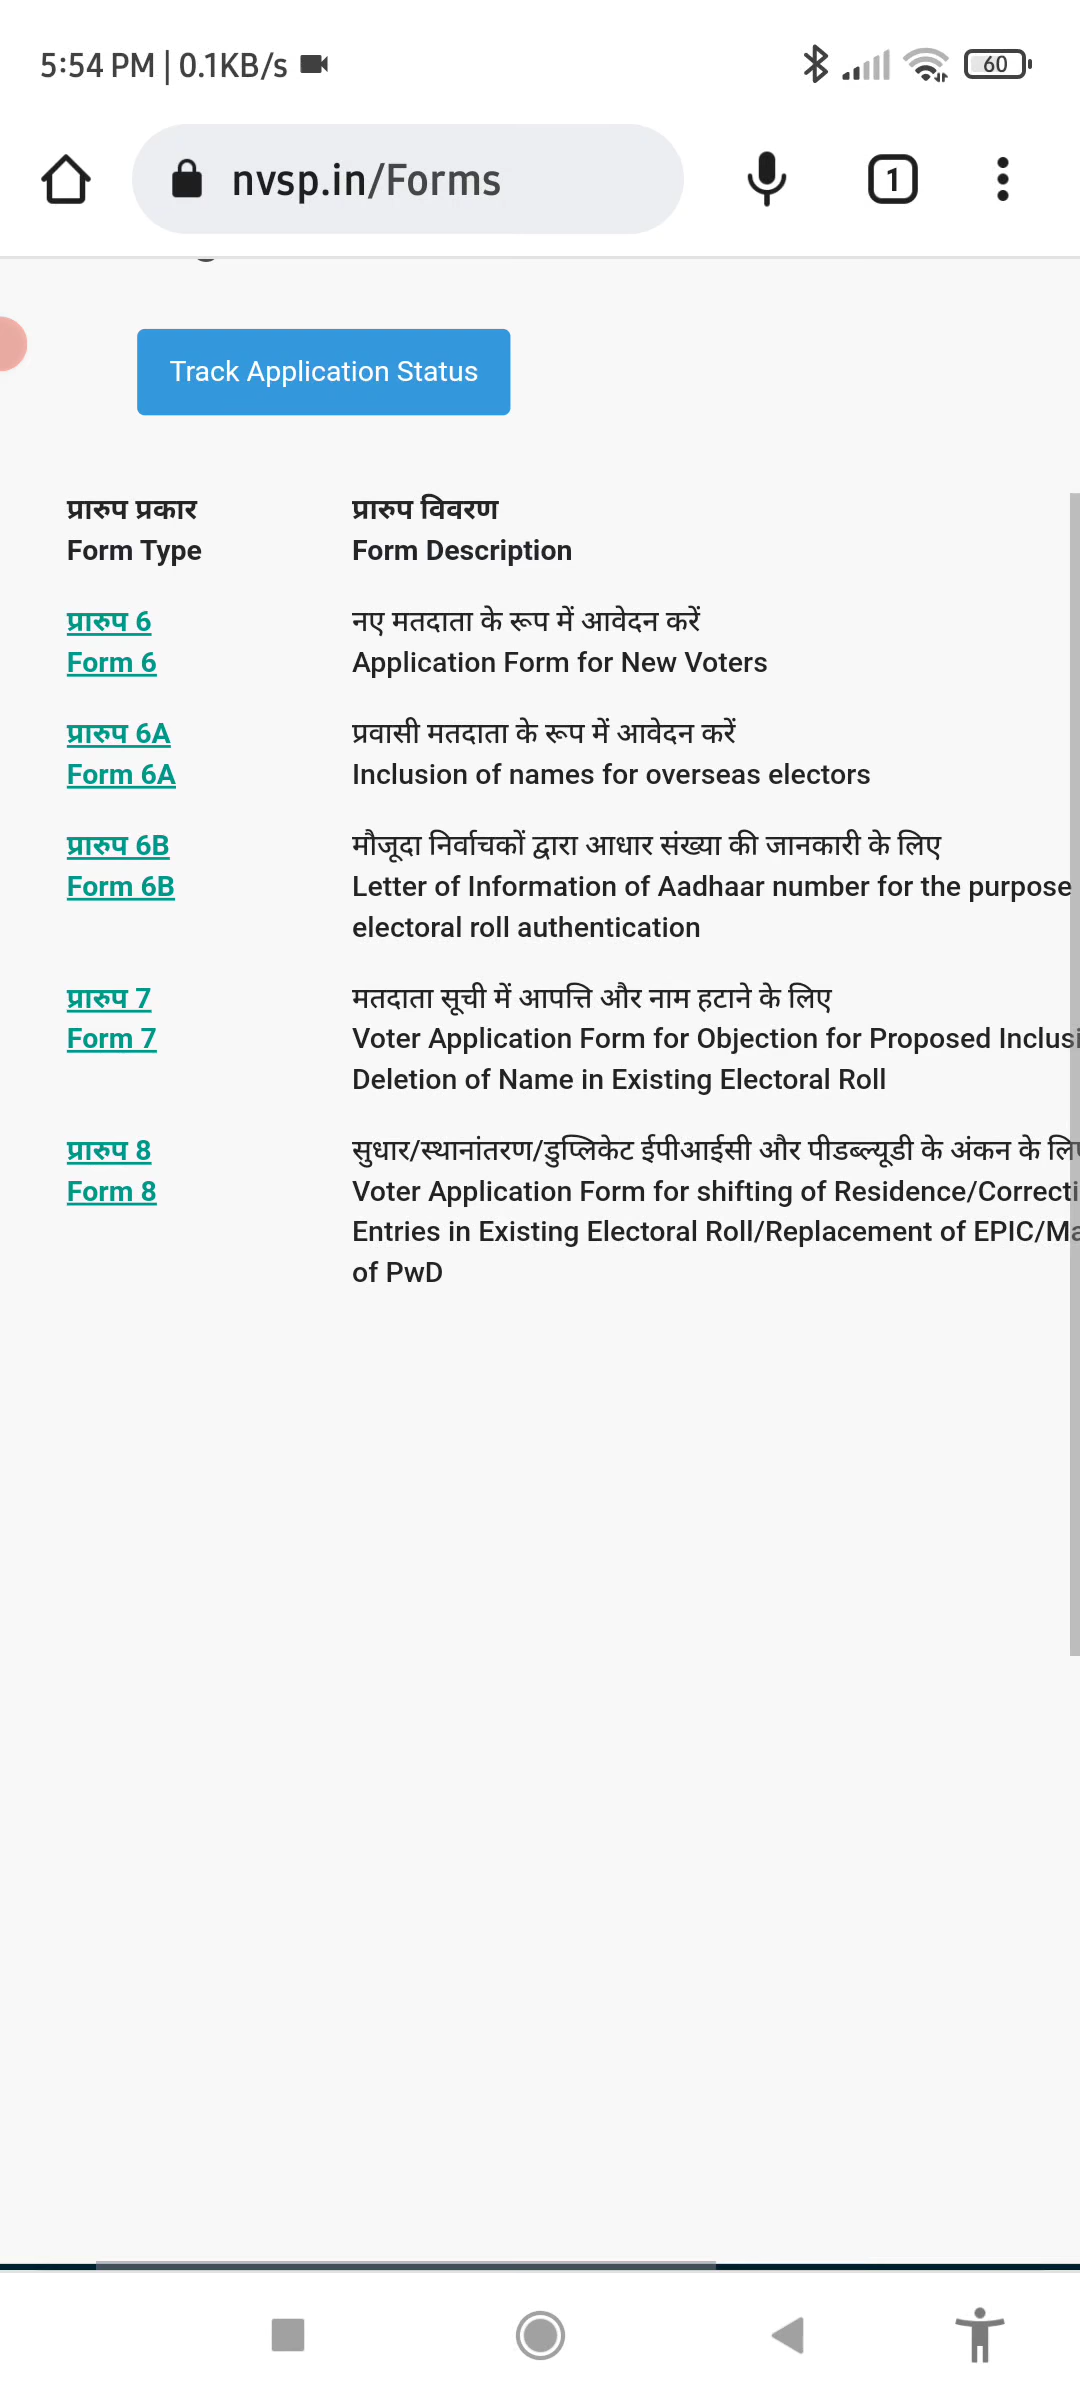 5:54 PM | 0.1KB/s
60
nvsp.in/Forms
1
Track Application Status
प्रारुप प्रकार
Form Type
प्रारुप विवरण
Form Description
प्रारुप 6
Form 6
नए मतदाता के रूप में आवेदन करें
Application Form for New Voters
प्रारुप 6A
Form 6A
प्रवासी मतदाता के रूप में आवेदन करें
Inclusion of names for overseas electors
प्रारुप 6B
Form 6B
मौजूदा निर्वाचकों द्वारा आधार संख्या की जानकारी के लिए
Letter of Information of Aadhaar number for the purpose
electoral roll authentication
प्रारुप 7
Form 7
मतदाता सूची में आपत्ति और नाम हटाने के लिए
Voter Application Form for Objection for Proposed
Deletion of Name in Existing Electoral Roll
प्रारुप 8
Form 8
सुधार/स्थानांतरण/डुप्लिकेट ईपीआईसी और पीडब्ल्यूडी के अंकन के
Voter Application Form for shifting of Residence/
Entries in Existing Electoral Roll/Replacement of EPIC/
of PwD